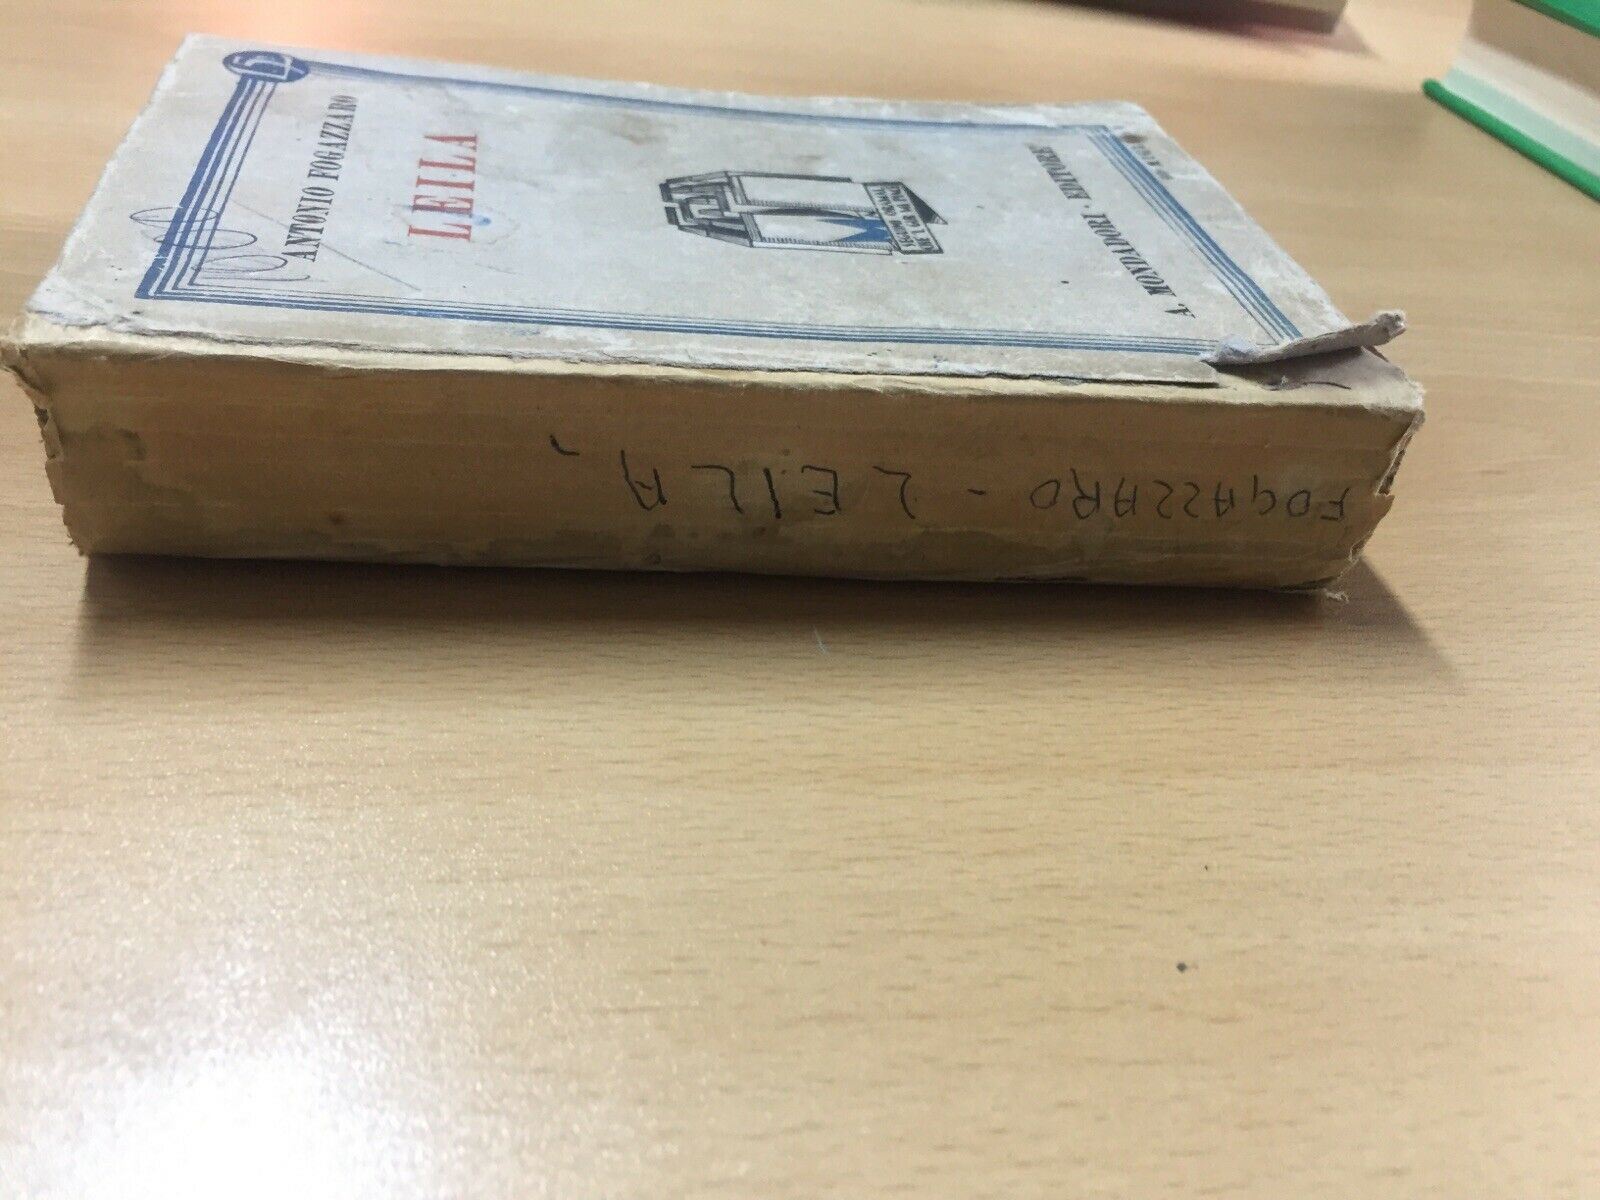 ANTONIO FOGAZZARO
LEILA
A. MONDADORI · EDITORE
FOGAZZARO - LEILA